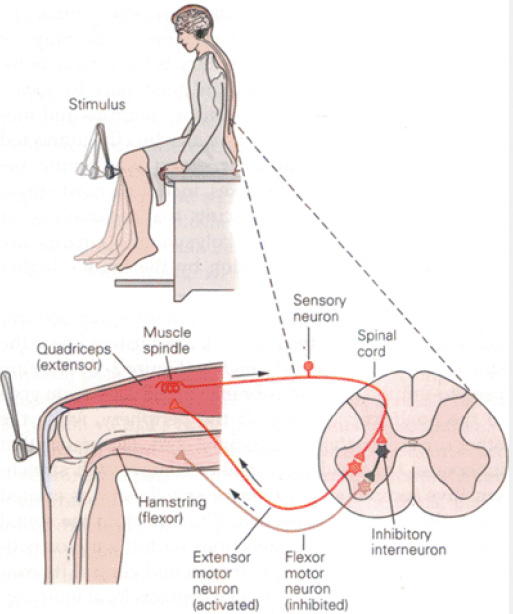 Stimulus
Sensory
neuron
Muscle
spindle
Quadriceps
(extensor)
Spinal
cord
Hamstring
(flexor)
Extensor
motor
neuron
(activated)
Flexor
motor
neuron
(inhibited)
Inhibitory
interneuron